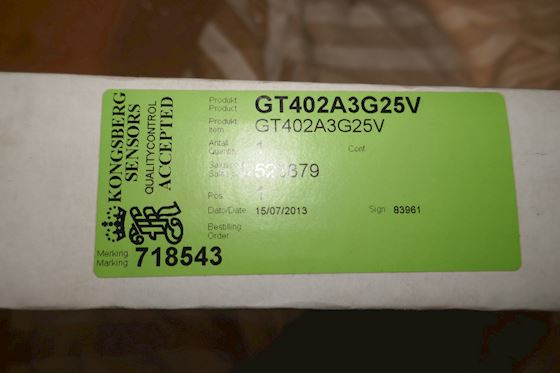 KONGSBERG
SENSORS
QUALITYCONTROL
ACCEPTED
Produkt
Product GT402A3G25V
Produkt
Item GT402A3G25V
Antall
Quantity 1 Conf
Pos. 1
Dato/Date 15/07/2013 Sign 83961
Bestilling
Order
Merking
Marking 718543